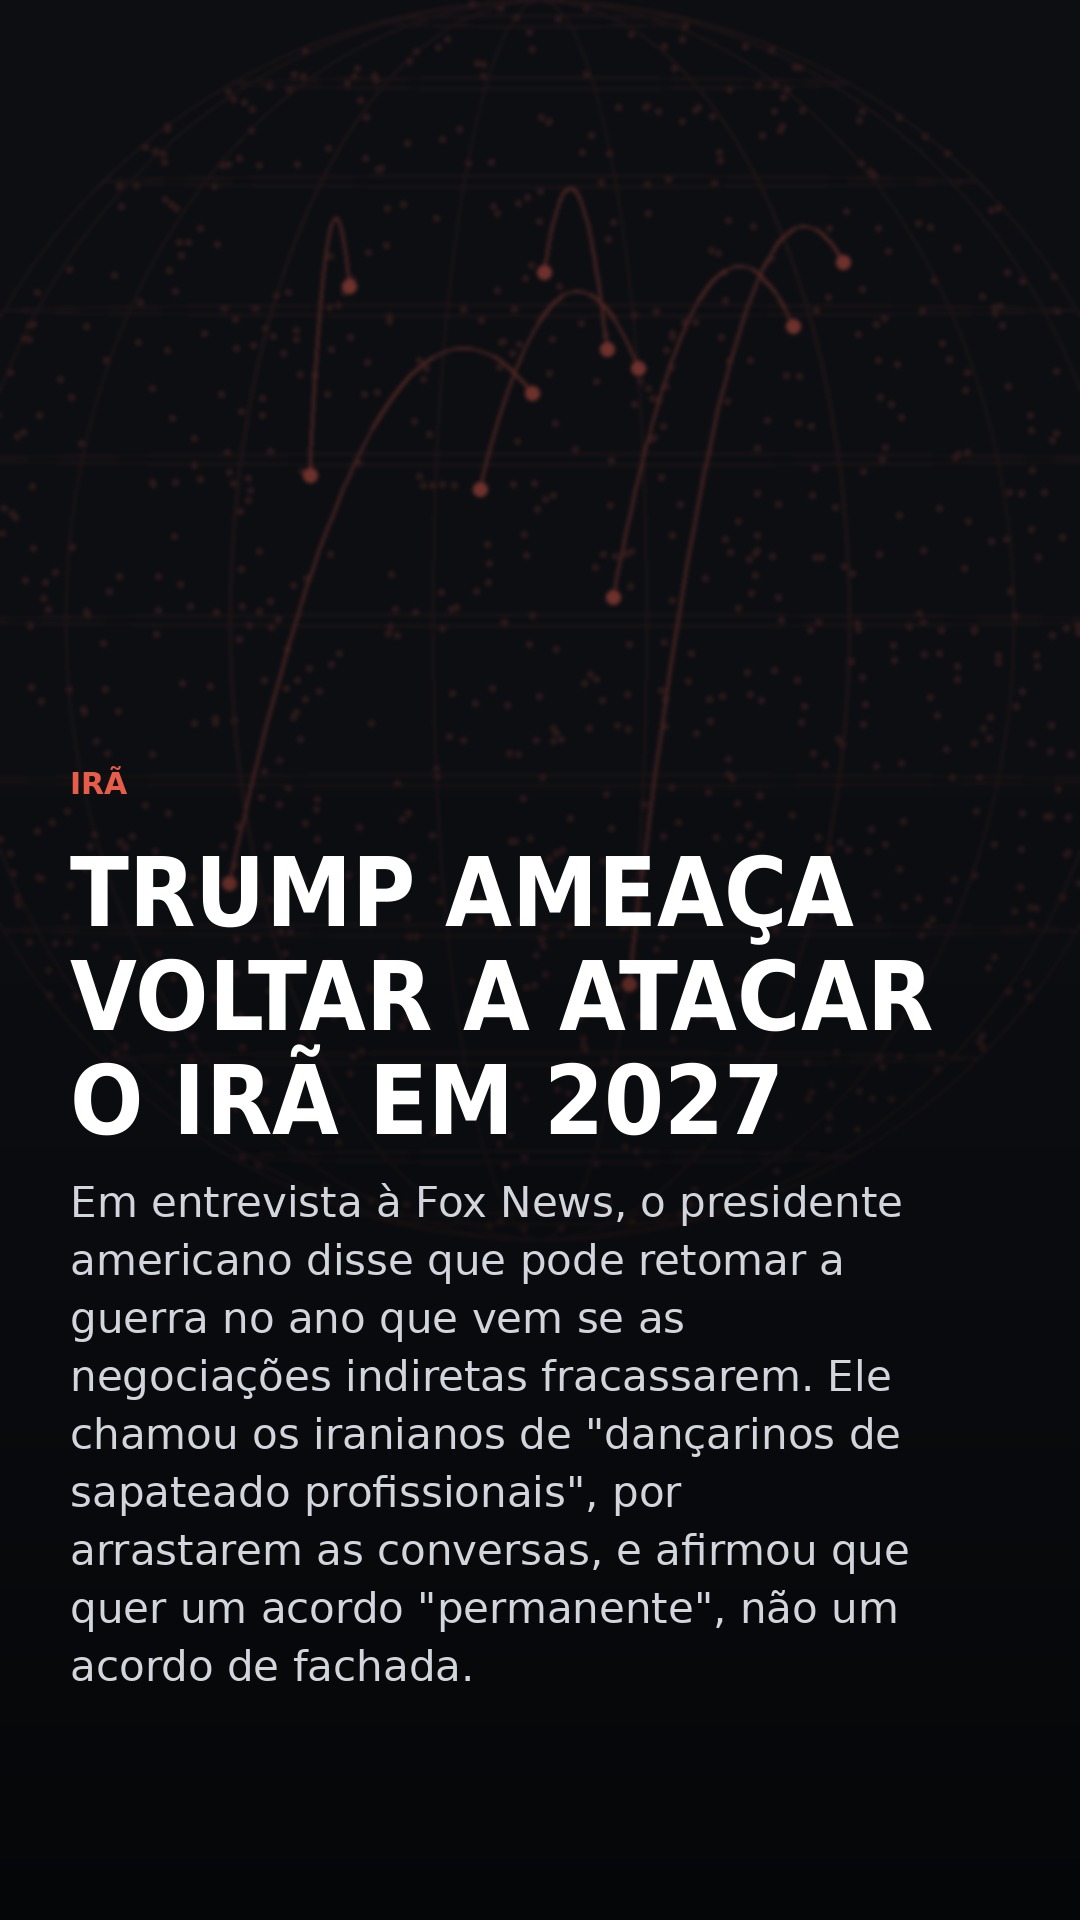 IRÃ
TRUMP AMEAÇA
VOLTAR A ATACAR
O IRÃ EM 2027
Em entrevista à Fox News, o presidente
americano disse que pode retomar a
guerra no ano que vem se as
negociações indiretas fracassarem. Ele
chamou os iranianos de "dançarinos de
sapateado profissionais", por
arrastarem as conversas, e afirmou que
quer um acordo "permanente", não um
acordo de fachada.